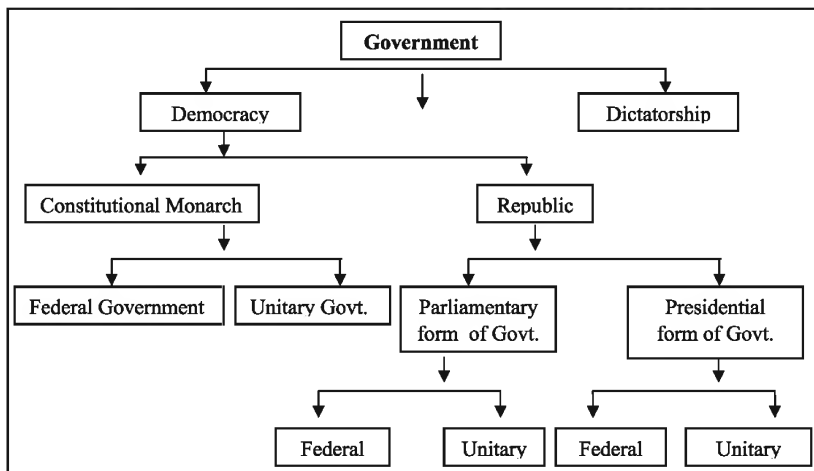 Government
Democracy
Dictatorship
Constitutional Monarch
Republic
Federal Government
Unitary Govt.
Parliamentary
form of Govt.
Presidential
form of Govt.
Federal
Unitary
Federal
Unitary